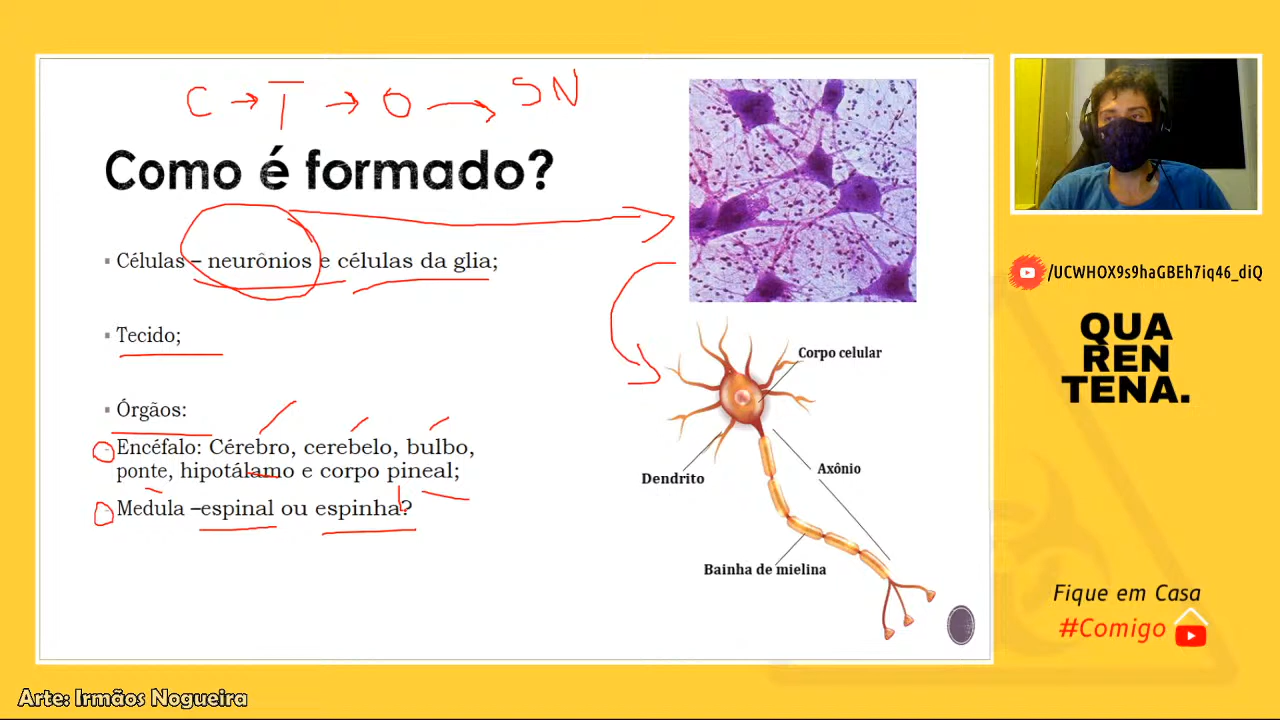 C → T → O → SN
Como é formado?
Células – neurônios e células da glia;
Tecido;
Órgãos:
Encéfalo: Cérebro, cerebelo, bulbo,
ponte, hipotálamo e corpo pineal;
Medula –espinal ou espinha?
Corpo celular
Dendrito
Axônio
Bainha de mielina
/UCWHOX9s9haGBEh7iq46_diQ
QUA
REN
TENA.
Fique em Casa
#Comigo
Arte: Irmãos Nogueira